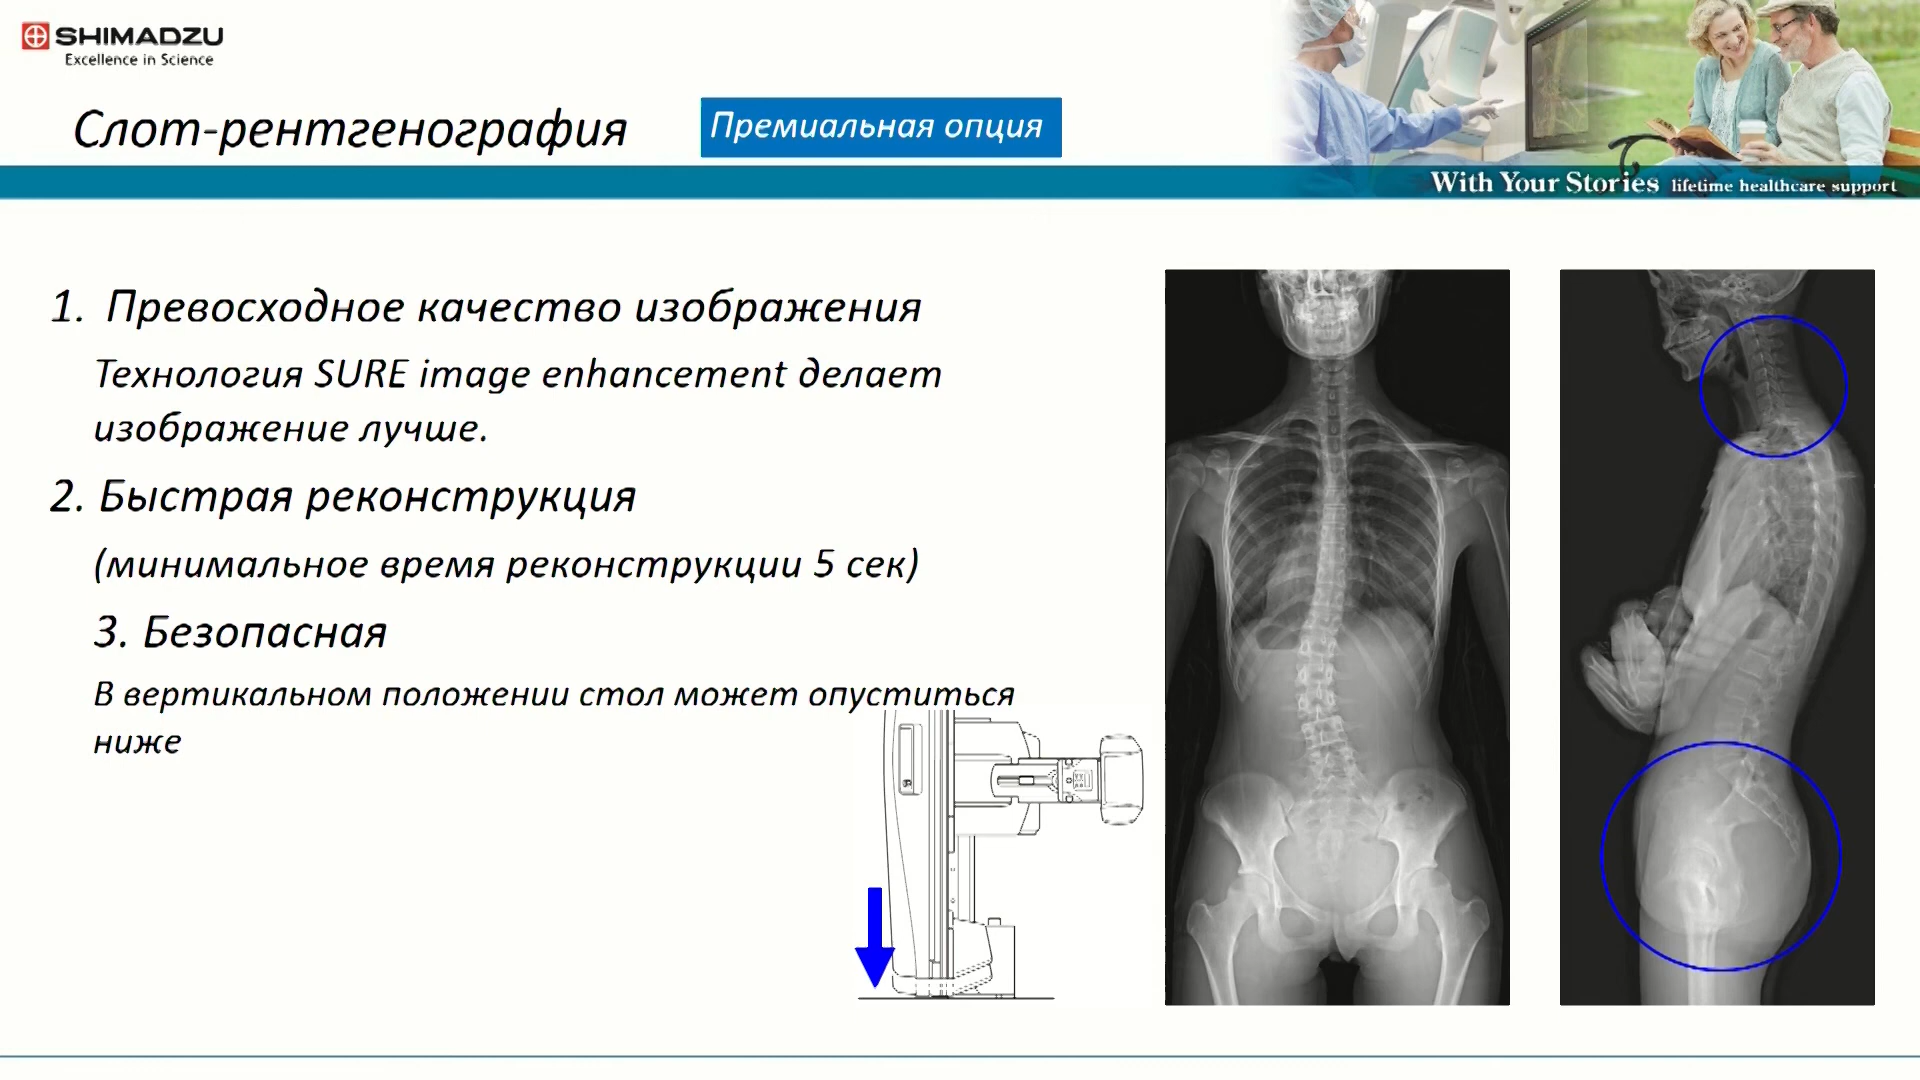 SHIMADZU
Excellence in Science
Слот-рентгенография
Премиальная опция
With Your Stories lifetime healthcare support
1. Превосходное качество изображения
Технология SURE image enhancement делает
изображение лучше.
2. Быстрая реконструкция
(минимальное время реконструкции 5 сек)
3. Безопасная
В вертикальном положении стол может опуститься
ниже